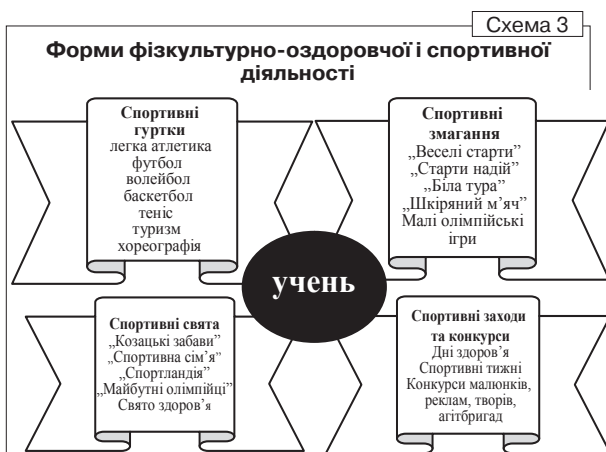 Схема 3
Форми фізкультурно-оздоровчої і спортивної
діяльності
Спортивні
гуртки
легка атлетика
футбол
волейбол
баскетбол
теніс
туризм
хореографія
Спортивні
змагання
„Веселі старти”
„Старти надій”
„Біла тура”
„Шкіряний м’яч”
Малі олімпійські
ігри
учень
Спортивні свята
„Козацькі забави”
„Спортивна сім’я”
„Спортландія”
„Майбутні олімпійці”
Свято здоров’я
Спортивні заходи
та конкурси
Дні здоров’я
Спортивні тижні
Конкурси малюнків,
реклам, творів,
агітбригад